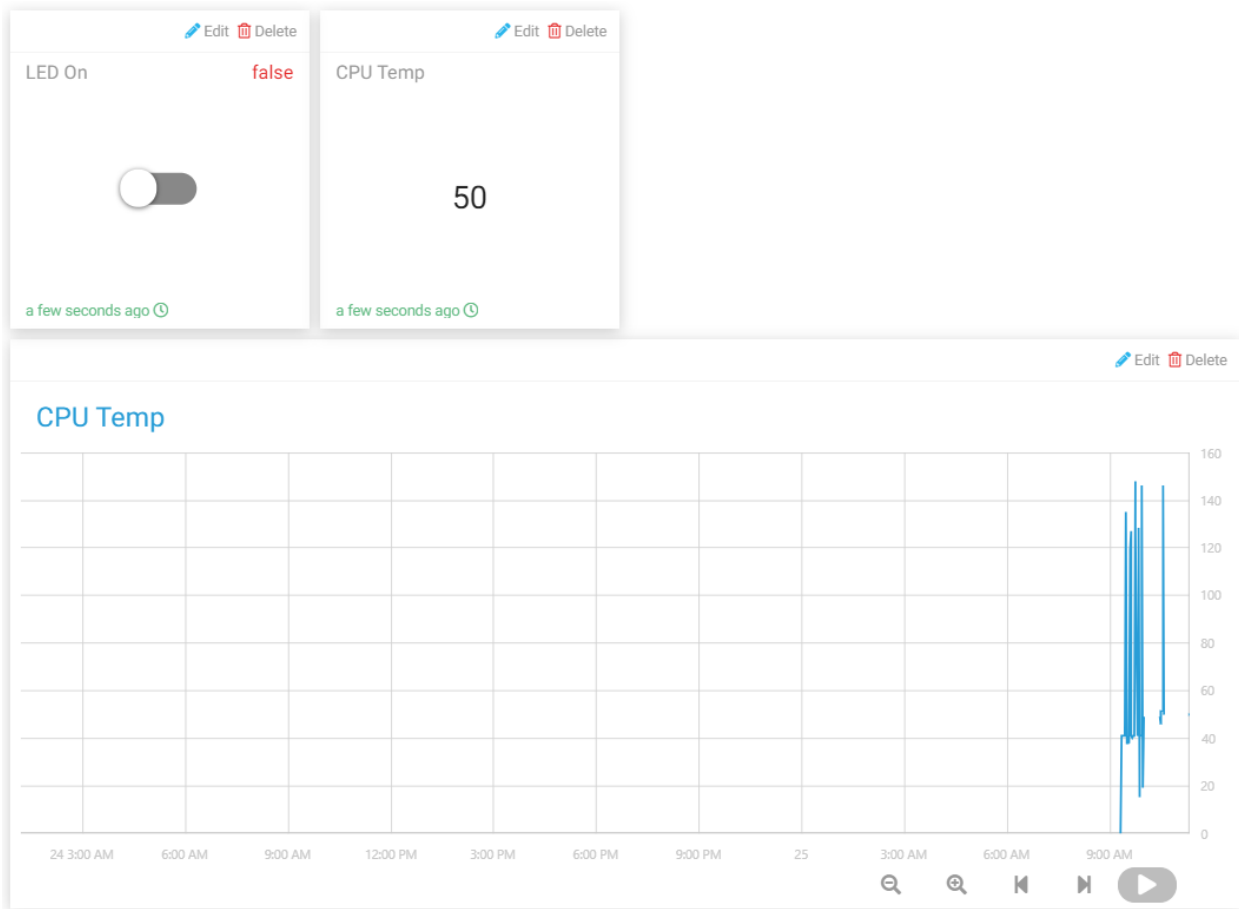 Edit Delete
Edit Delete
LED On false
CPU Temp
50
a few seconds ago
a few seconds ago
Edit Delete
CPU Temp
160
140
120
100
80
60
40
20
0
24 3:00 AM 6:00 AM 9:00 AM 12:00 PM 3:00 PM 6:00 PM 9:00 PM 25 3:00 AM 6:00 AM 9:00 AM